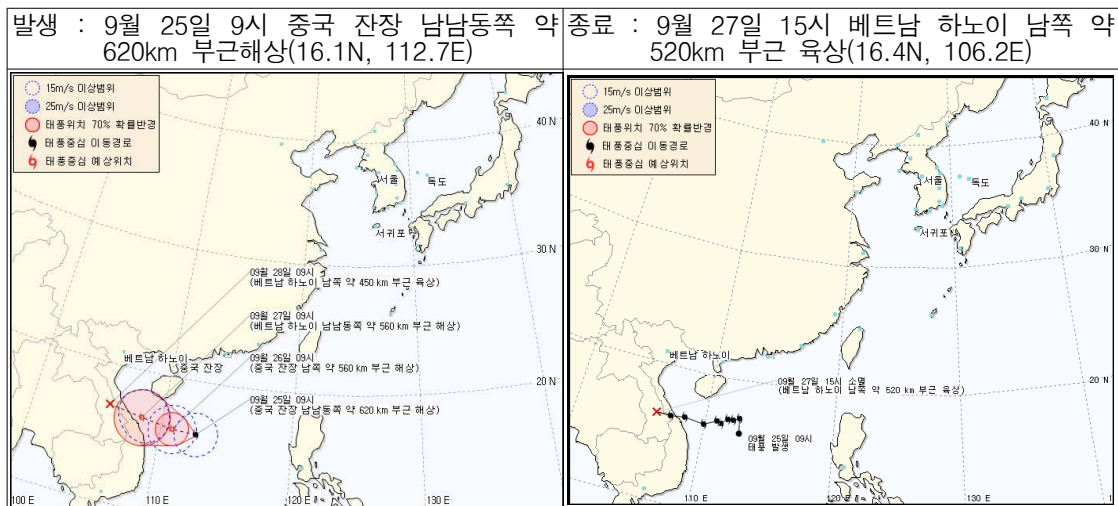 발생 : 9월 25일 9시 중국 잔장 남남동쪽 약
620km 부근해상(16.1N, 112.7E)
종료 : 9월 27일 15시 베트남 하노이 남쪽 약
520km 부근 육상(16.4N, 106.2E)
15m/s 이상범위
25m/s 이상범위
태풍위치 70% 확률반경
태풍중심 이동경로
태풍중심 예상위치
40 N
서울
독도
서귀포
30 N
09월 28일 09시
(베트남 하노이 남쪽 약 450 km 부근 육상)
09월 27일 09시
(베트남 하노이 남남동쪽 약 560 km 부근 해상)
베트남 하노이
중국 잔장
09월 26일 09시
(중국 잔장 남쪽 약 560 km 부근 해상)
20 N
09월 25일 09시
(중국 잔장 남남동쪽 약 620 km 부근 해상)
100 E
110 E
120 E
130 E
15m/s 이상범위
25m/s 이상범위
태풍위치 70% 확률반경
태풍중심 이동경로
태풍중심 예상위치
40 N
서울
독도
서귀포
30 N
베트남 하노이
09월 27일 15시 소멸
(베트남 하노이 남쪽 약 520 km 부근 육상)
20 N
09월 25일 09시
태풍 발생
110 E
120 E
130 E